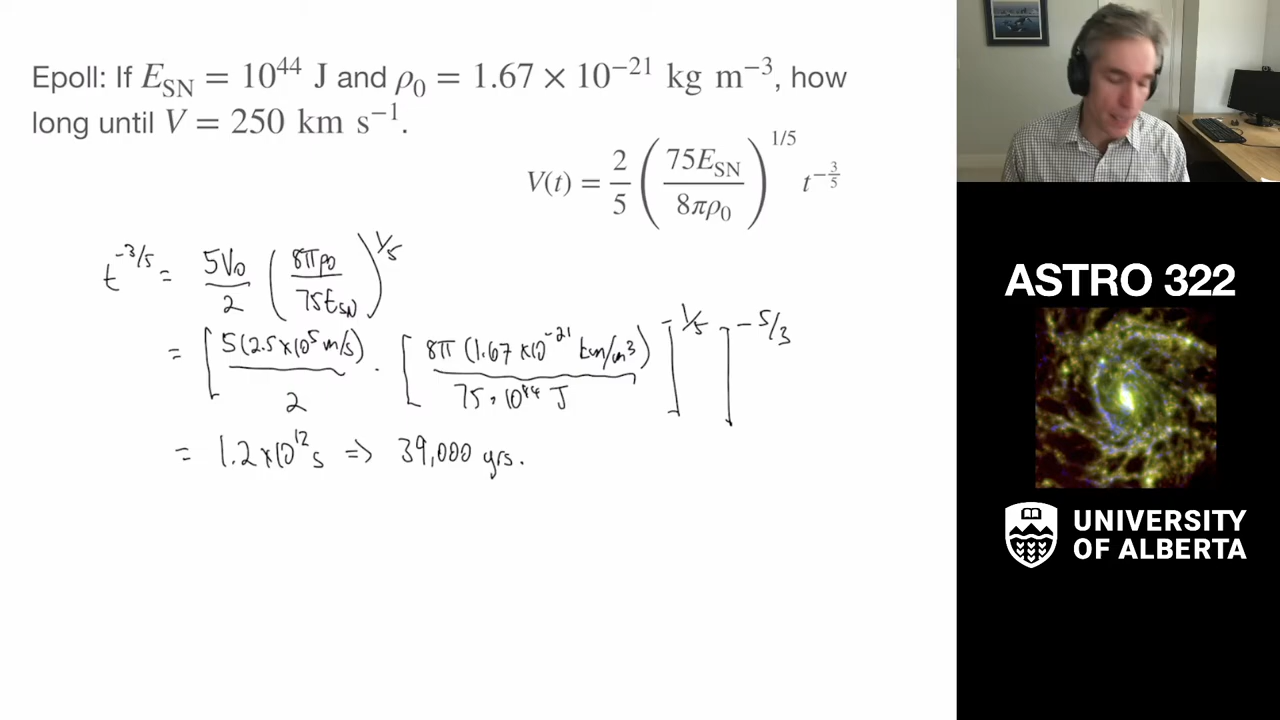 Epoll: If E_SN = 10^44 J and ρ_0 = 1.67 × 10^−21 kg m^−3, how
long until V = 250 km s^−1.
V(t) = 2/5 (75E_SN / 8πρ_0)^1/5 t^−3/5
t^−3/5 = 5V_0/2 (8πρ_0 / 75E_SN)^1/5
= [5(2.5×10^5 m/s) / 2 · [8π (1.67×10^−21 km/m^3) / 75·10^44 J]^1/5]^−5/3
= 1.2×10^12 s ⇒ 39,000 yrs.
ASTRO 322
UNIVERSITY
OF ALBERTA